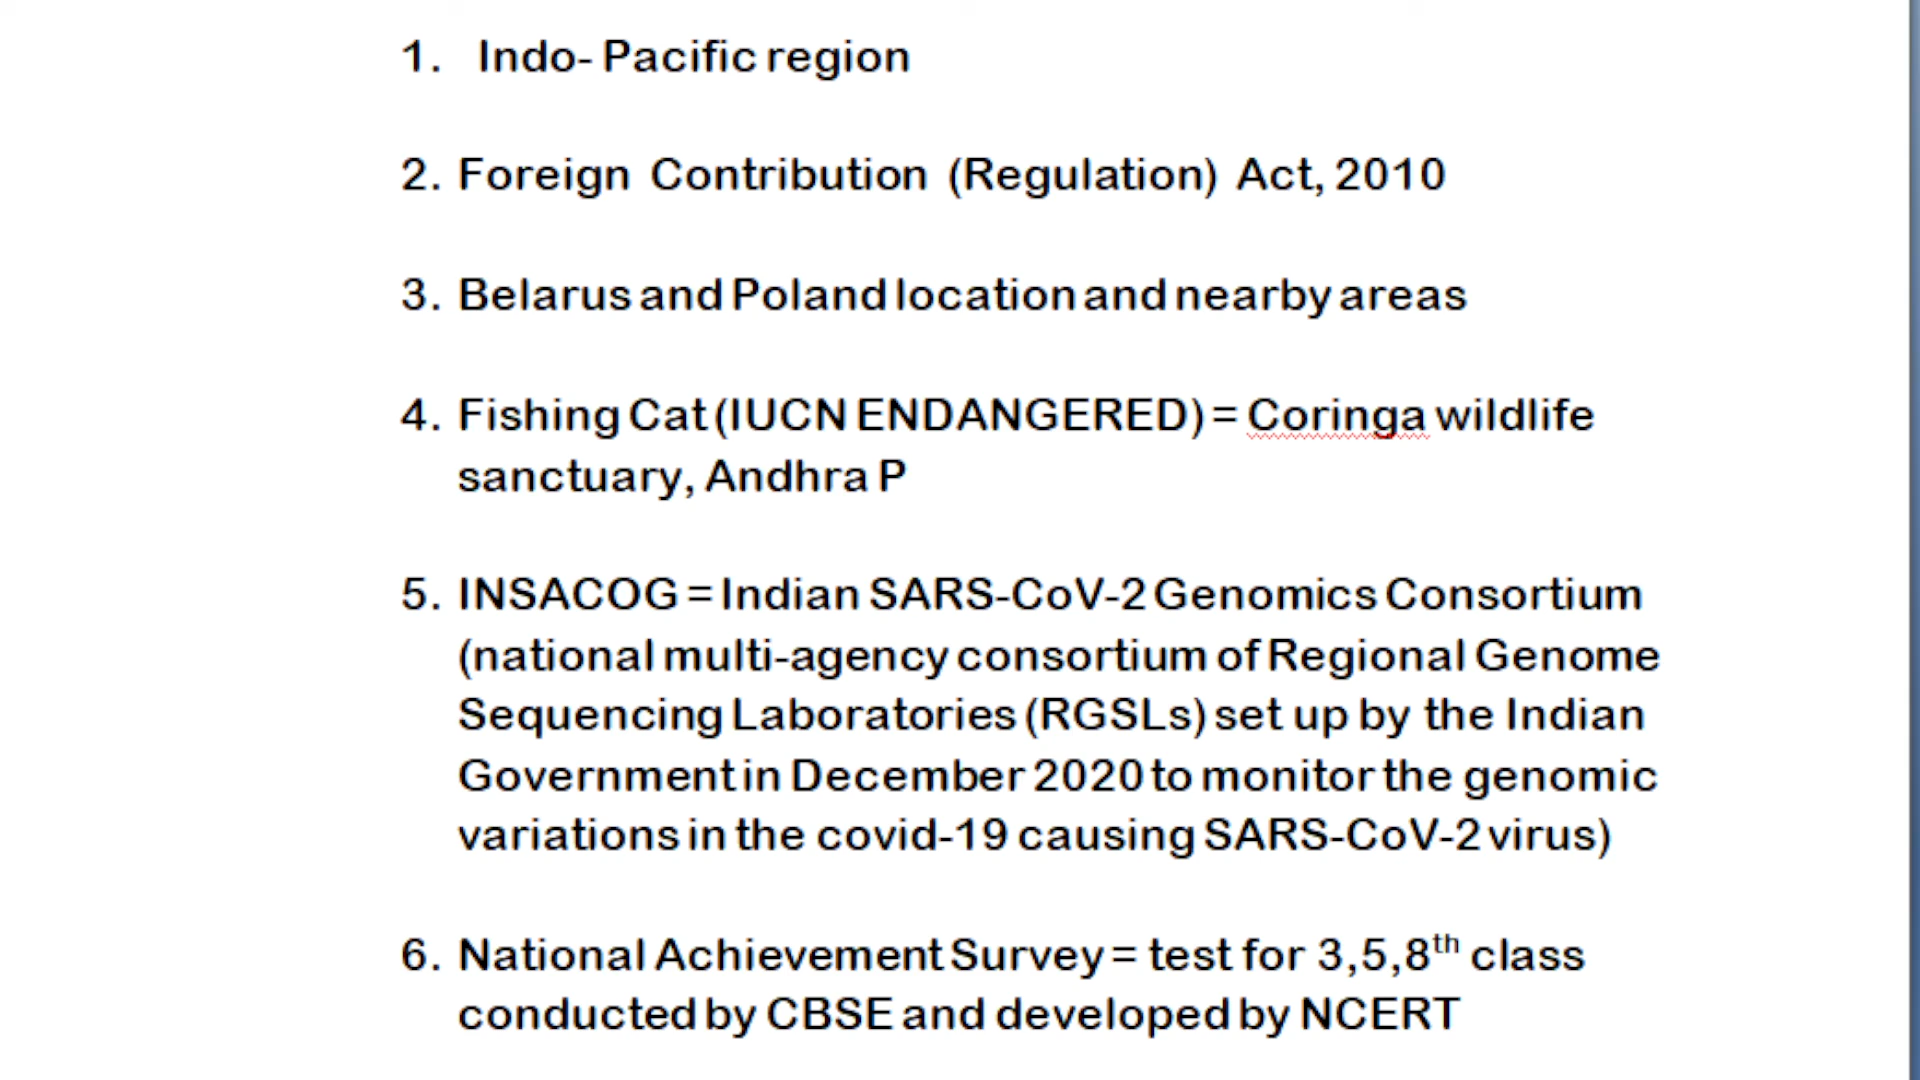 1. Indo- Pacific region
2. Foreign Contribution (Regulation) Act, 2010
3. Belarus and Poland location and nearby areas
4. Fishing Cat (IUCN ENDANGERED) = Coringa wildlife
sanctuary, Andhra P
5. INSACOG = Indian SARS-CoV-2 Genomics Consortium
(national multi-agency consortium of Regional Genome
Sequencing Laboratories (RGSLs) set up by the Indian
Government in December 2020 to monitor the genomic
variations in the covid-19 causing SARS-CoV-2 virus)
6. National Achievement Survey = test for 3,5,8th class
conducted by CBSE and developed by NCERT